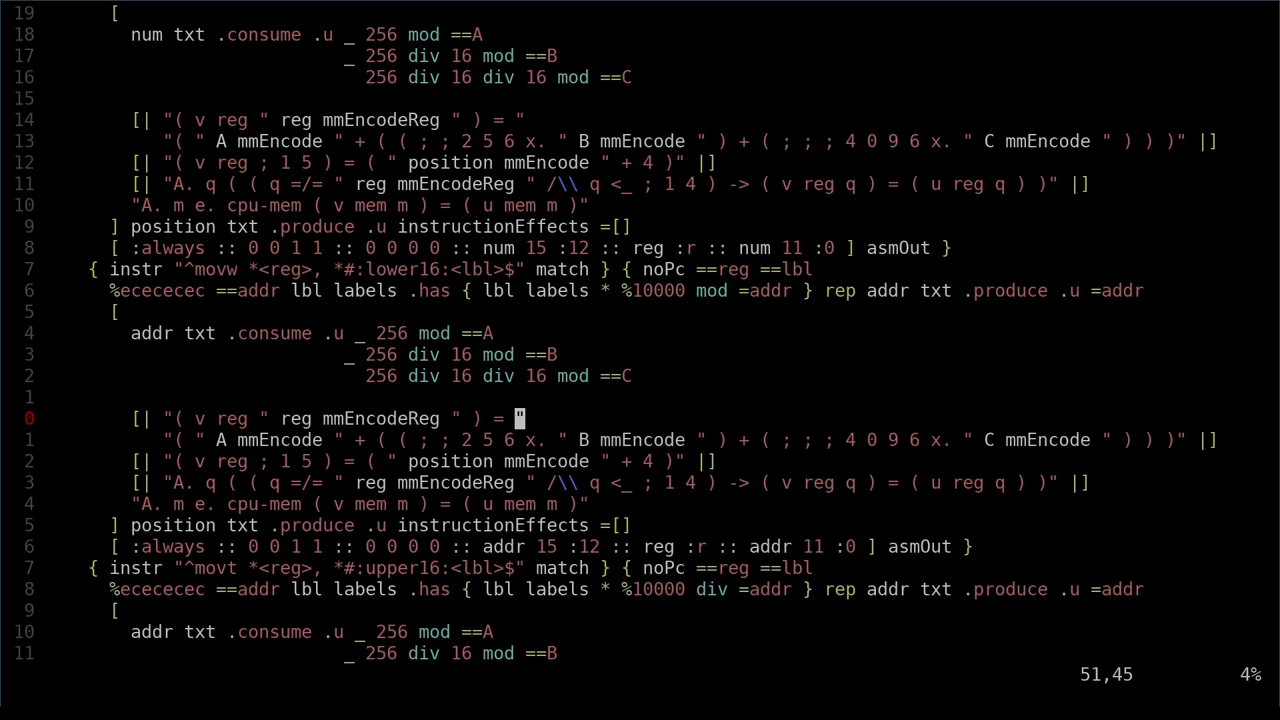 19       [
18         num txt .consume .u _ 256 mod ==A
17                             _ 256 div 16 mod ==B
16                               256 div 16 div 16 mod ==C
15
14         [| "( v reg " reg mmEncodeReg " ) = "
13            "( " A mmEncode " + ( ( ; ; 2 5 6 x. " B mmEncode " ) + ( ; ; ; 4 0 9 6 x. " C mmEncode " ) ) )" |]
12         [| "( v reg ; 1 5 ) = ( " position mmEncode " + 4 )" |]
11         [| "A. q ( ( q =/= " reg mmEncodeReg " /\\ q <_ ; 1 4 ) -> ( v reg q ) = ( u reg q ) )" |]
10         "A. m e. cpu-mem ( v mem m ) = ( u mem m )"
9       ] position txt .produce .u instructionEffects =[]
8       [ :always :: 0 0 1 1 :: 0 0 0 0 :: num 15 :12 :: reg :r :: num 11 :0 ] asmOut }
7     { instr "^movw *<reg>, *#:lower16:<lbl>$" match } { noPc ==reg ==lbl
6       %ecececec ==addr lbl labels .has { lbl labels * %10000 mod =addr } rep addr txt .produce .u =addr
5       [
4         addr txt .consume .u _ 256 mod ==A
3                             _ 256 div 16 mod ==B
2                               256 div 16 div 16 mod ==C
1
0         [| "( v reg " reg mmEncodeReg " ) = "
1            "( " A mmEncode " + ( ( ; ; 2 5 6 x. " B mmEncode " ) + ( ; ; ; 4 0 9 6 x. " C mmEncode " ) ) )" |]
2         [| "( v reg ; 1 5 ) = ( " position mmEncode " + 4 )" |]
3         [| "A. q ( ( q =/= " reg mmEncodeReg " /\\ q <_ ; 1 4 ) -> ( v reg q ) = ( u reg q ) )" |]
4         "A. m e. cpu-mem ( v mem m ) = ( u mem m )"
5       ] position txt .produce .u instructionEffects =[]
6       [ :always :: 0 0 1 1 :: 0 0 0 0 :: addr 15 :12 :: reg :r :: addr 11 :0 ] asmOut }
7     { instr "^movt *<reg>, *#:upper16:<lbl>$" match } { noPc ==reg ==lbl
8       %ecececec ==addr lbl labels .has { lbl labels * %10000 div =addr } rep addr txt .produce .u =addr
9       [
10         addr txt .consume .u _ 256 mod ==A
11                             _ 256 div 16 mod ==B
51,45          4%